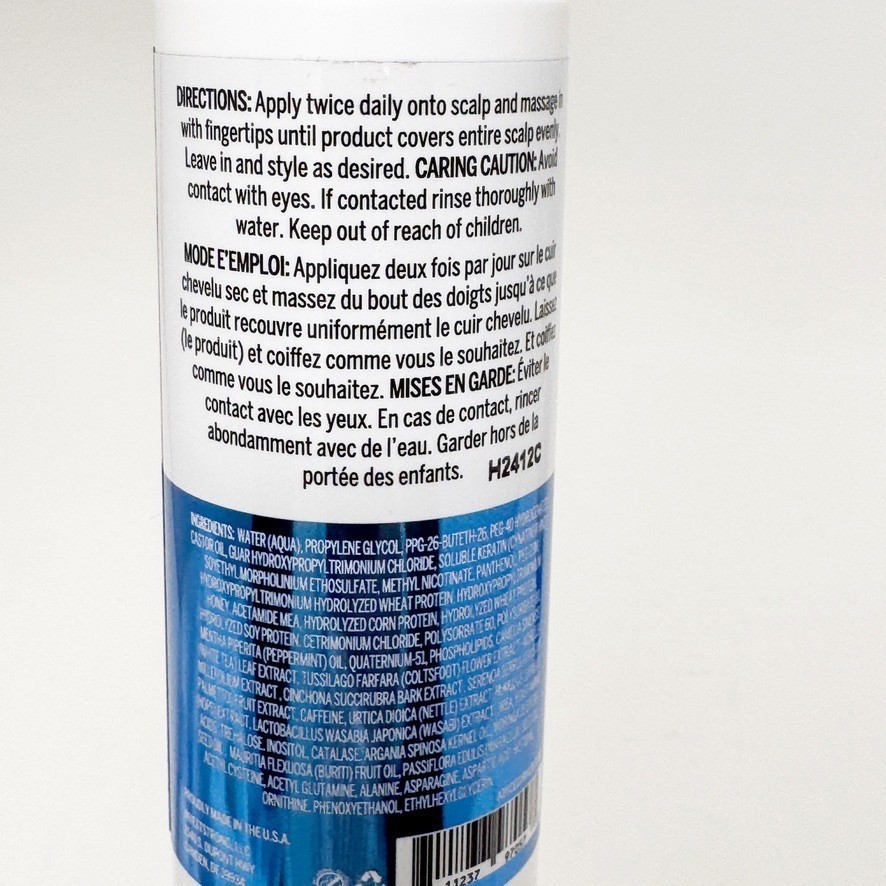 DIRECTIONS: Apply twice daily onto scalp and massage in
with fingertips until product covers entire scalp evenly.
Leave in and style as desired. CARING CAUTION: Avoid
contact with eyes. If contacted rinse thoroughly with
water. Keep out of reach of children.
MODE E'EMPLOI: Appliquez deux fois par jour sur le cuir
chevelu sec et massez du bout des doigts jusqu'à ce que
le produit recouvre uniformément le cuir chevelu. Laissez
(le produit) et coiffez comme vous le souhaitez. Et coiffez
comme vous le souhaitez. MISES EN GARDE: Éviter le
contact avec les yeux. En cas de contact, rincer
abondamment avec de l'eau. Garder hors de la
portée des enfants.
H2412C
INGREDIENTS: WATER (AQUA), PROPYLENE GLYCOL, PPG-26-BUTETH-26, PEG-40
CASTOR OIL, GUAR HYDROXYPROPYLTRIMONIUM CHLORIDE, SOLUBLE KERATIN
SOYETHYL MORPHOLINIUM ETHOSULFATE, METHYL NICOTINATE, PANTHENOL,
HYDROXYPROPYLTRIMONIUM HYDROLYZED WHEAT PROTEIN,
HONEY, ACETAMIDE MEA, HYDROLYZED CORN PROTEIN, HYDROLYZED WHEAT
HYDROLYZED SOY PROTEIN, CETRIMONIUM CHLORIDE, POLYSORBATE 60,
MENTHA PIPERITA (PEPPERMINT) OIL, QUATERNIUM-51, PHOSPHOLIPIDS, CAMELLIA
(WHITE TEA) LEAF EXTRACT, TUSSILAGO FARFARA (COLTSFOOT) FLOWER EXTRACT,
EXTRACT, CINCHONA SUCCIRUBRA BARK EXTRACT, SERENOA
FRUIT EXTRACT, CAFFEINE, URTICA DIOICA (NETTLE) EXTRACT,
EXTRACT, LACTOBACILLUS WASABIA JAPONICA (WASABI) EXTRACT,
TREHALOSE, INOSITOL, CATALASE, ARGANIA SPINOSA KERNEL OIL,
SEED OIL, MAURITIA FLEXUOSA (BURITI) FRUIT OIL, PASSIFLORA EDULIS
ACETYL CYSTEINE, ACETYL GLUTAMINE, ALANINE, ASPARAGINE,
ORNITHINE, PHENOXYETHANOL, ETHYLHEXYLGLYCERIN.
PROUDLY MADE IN THE U.S.A.
DUPONT HWY
11237